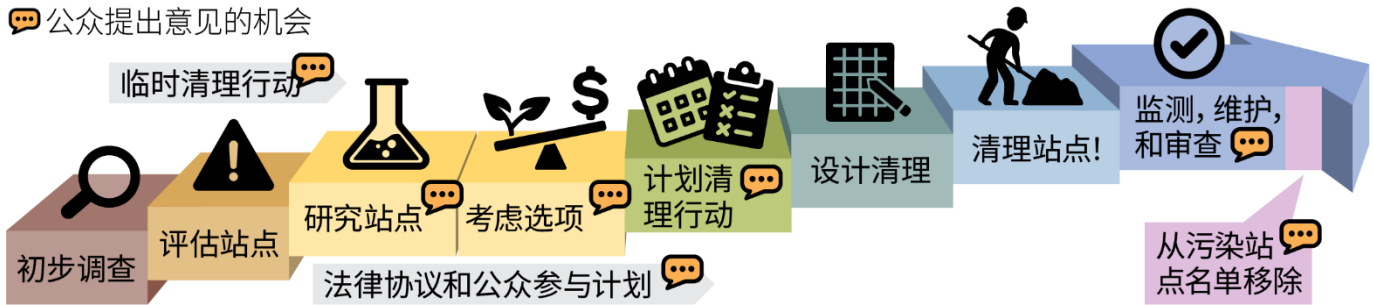 公众提出意见的机会
临时清理行动
初步调查
评估站点
研究站点
考虑选项
法律协议和公众参与计划
计划清
理行动
设计清理
清理站点!
监测，维护，
和审查
从污染站
点名单移除